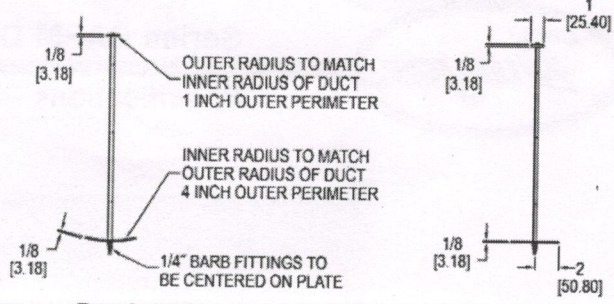 1
[25.40]
1/8
[3.18]
OUTER RADIUS TO MATCH
INNER RADIUS OF DUCT
1 INCH OUTER PERIMETER
1/8
[3.18]
INNER RADIUS TO MATCH
OUTER RADIUS OF DUCT
4 INCH OUTER PERIMETER
1/8
[3.18]
1/4" BARB FITTINGS TO
BE CENTERED ON PLATE
1/8
[3.18]
2
[50.80]